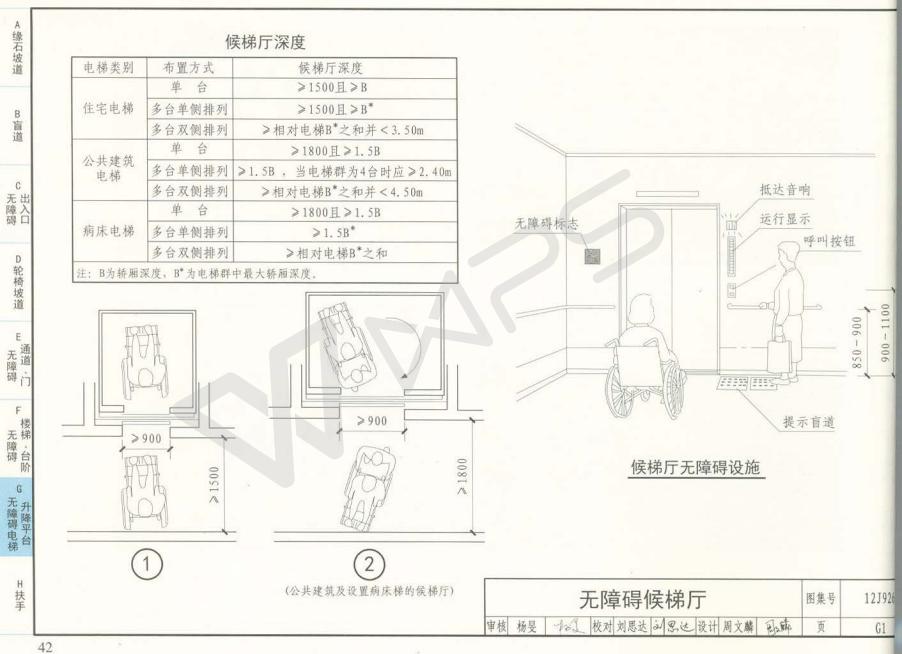 A
缘石坡道
B
盲道
C
无障碍
出入口
D
轮椅坡道
E
无障碍
通道、门
F
无障碍
楼梶、台阶
G
无障碍电梯
升降平台
H
扶手
候梯厅深度
电梯类别 布置方式 候梯厅深度
住宅电梯
单 台 ≥1500且≥B
多台单侧排列 ≥1500且≥B*
多台双侧排列 ≥相对电梯B*之和并<3.50m
公共建筑
电梯
单 台 ≥1800且≥1.5B
多台单侧排列 ≥1.5B*,当电梯群为4台时应≥2.40m
多台双侧排列 ≥相对电梯B*之和并<4.50m
病床电梯
单 台 ≥1800且≥1.5B
多台单侧排列 ≥1.5B*
多台双侧排列 ≥相对电梯B*之和
注:B为轿厢深度,B*为电梯群中最大轿厢深度。
≥900
≥1500
1
≥900
≥1800
2
(公共建筑及设置病床梯的候梯厅)
无障碍标志
抵达音响
运行显示
呼叫按钮
850-900
900-1100
提示盲道
候梯厅无障碍设施
无障碍候梯厅
图集号 12J926
审核 杨旻 校对 刘思达 刘思达 设计 周文麟 页 G1
42
WPS